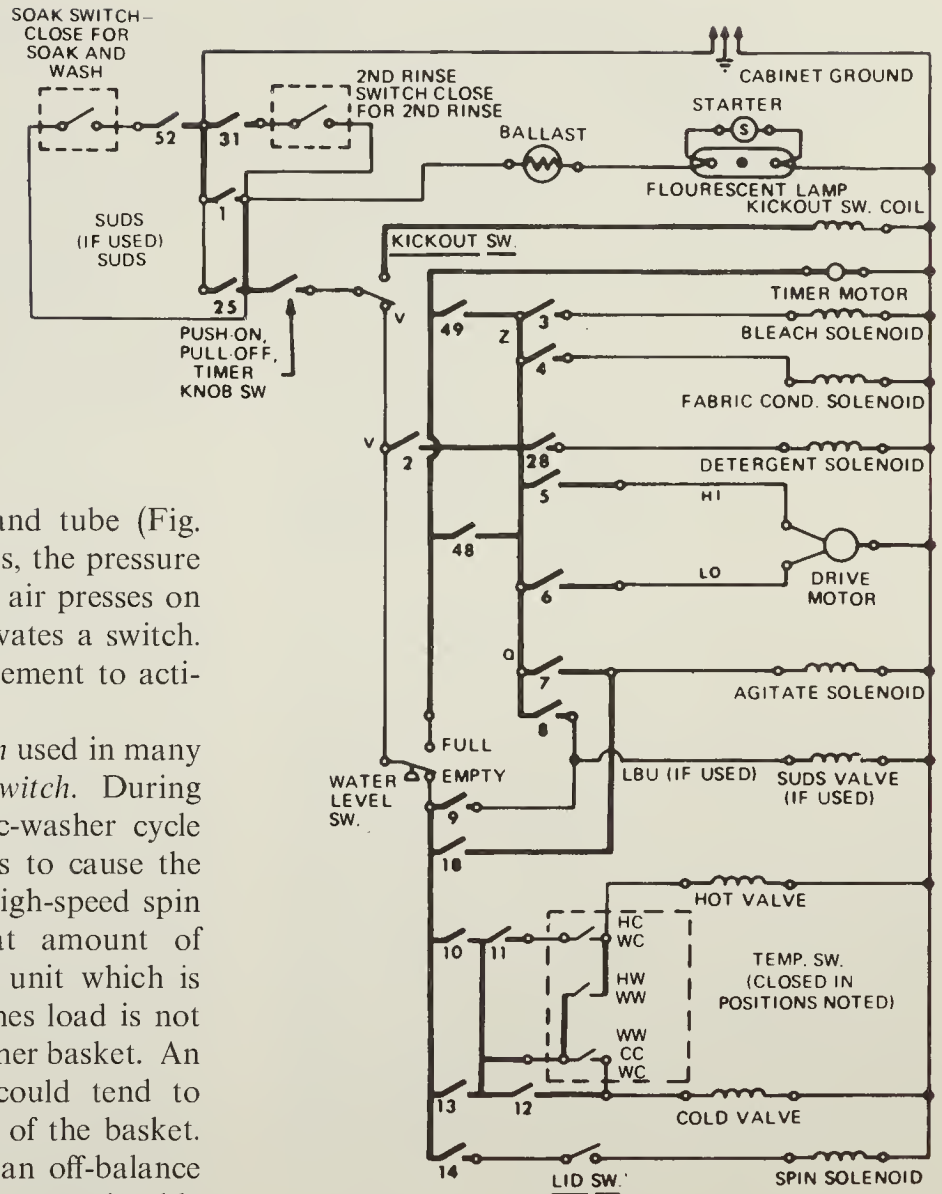 SOAK SWITCH–
CLOSE FOR
SOAK AND
WASH
52
31
2ND RINSE
SWITCH CLOSE
FOR 2ND RINSE
CABINET GROUND
STARTER
S
BALLAST
FLOURESCENT LAMP
KICKOUT SW. COIL
1
SUDS
(IF USED)
SUDS
KICKOUT SW.
25
V
TIMER MOTOR
PUSH-ON,
PULL-OFF,
TIMER
KNOB SW
49
Z
3
BLEACH SOLENOID
4
FABRIC COND. SOLENOID
V
2
28
DETERGENT SOLENOID
5
HI
48
LO
DRIVE
MOTOR
6
Q
7
AGITATE SOLENOID
8
FULL
EMPTY
WATER
LEVEL
SW.
LBU (IF USED)
SUDS VALVE
(IF USED)
9
18
HOT VALVE
10
11
HC
WC
HW
WW
WW
CC
WC
TEMP. SW.
(CLOSED IN
POSITIONS NOTED)
13
12
COLD VALVE
14
LID SW.
SPIN SOLENOID
and tube (Fig.
s, the pressure
air presses on
vates a switch.
ement to acti-
n used in many
witch. During
c-washer cycle
s to cause the
igh-speed spin
at amount of
unit which is
nes load is not
ner basket. An
could tend to
of the basket.
an off-balance